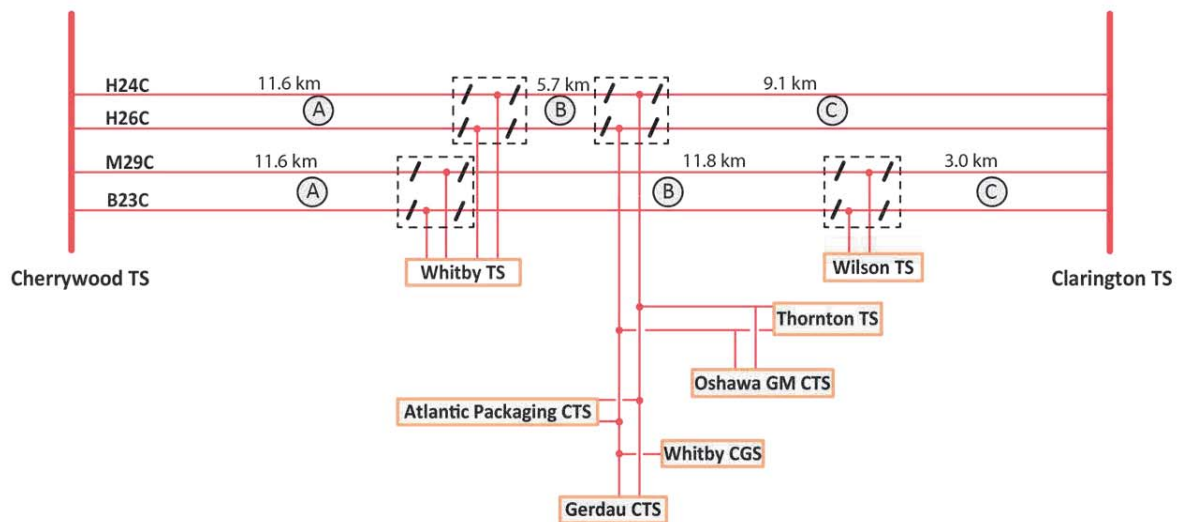 H24C
11.6 km
5.7 km
9.1 km
A
B
C
H26C
M29C
11.6 km
11.8 km
3.0 km
A
B
C
B23C
Cherrywood TS
Whitby TS
Wilson TS
Clarington TS
Thornton TS
Oshawa GM CTS
Atlantic Packaging CTS
Whitby CGS
Gerdau CTS